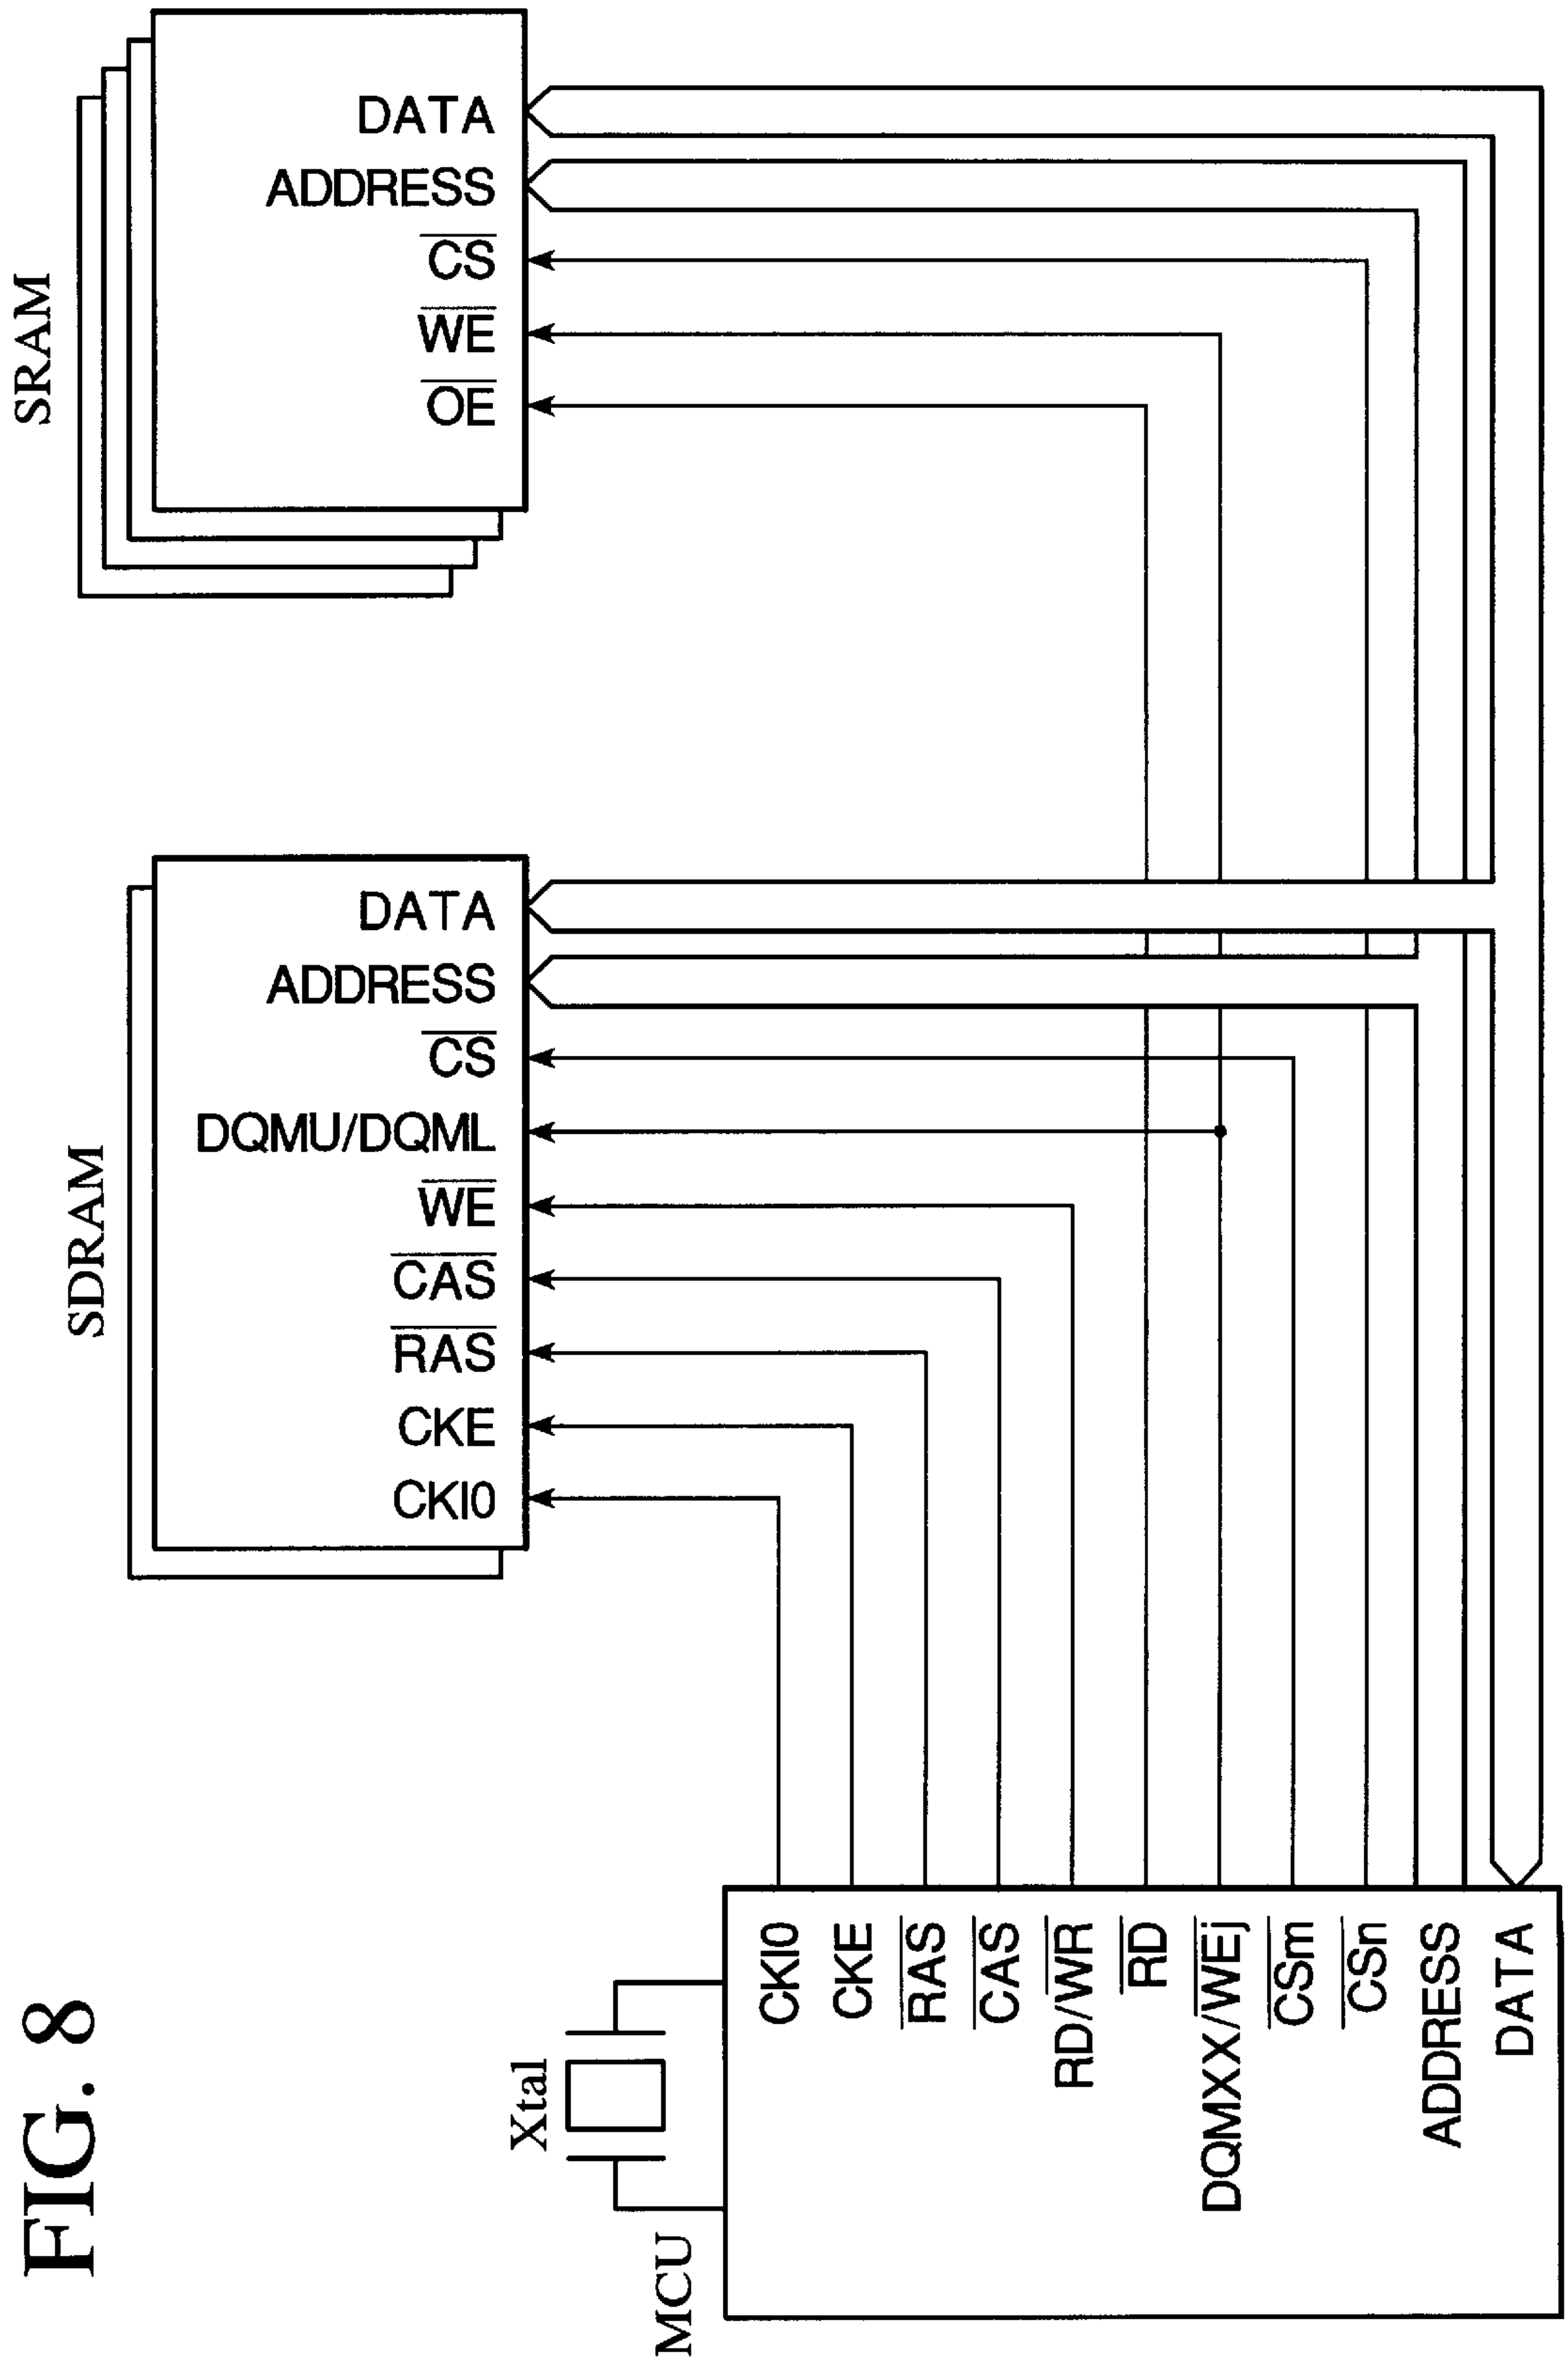 FIG. 8
MCU
Xtal
CKI0
CKE
RAS
CAS
RD/WR
RD
DQMXX/WEj
CSm
CSn
ADDRESS
DATA
SDRAM
CKI0
CKE
RAS
CAS
WE
DQMU/DQML
CS
ADDRESS
DATA
SRAM
OE
WE
CS
ADDRESS
DATA